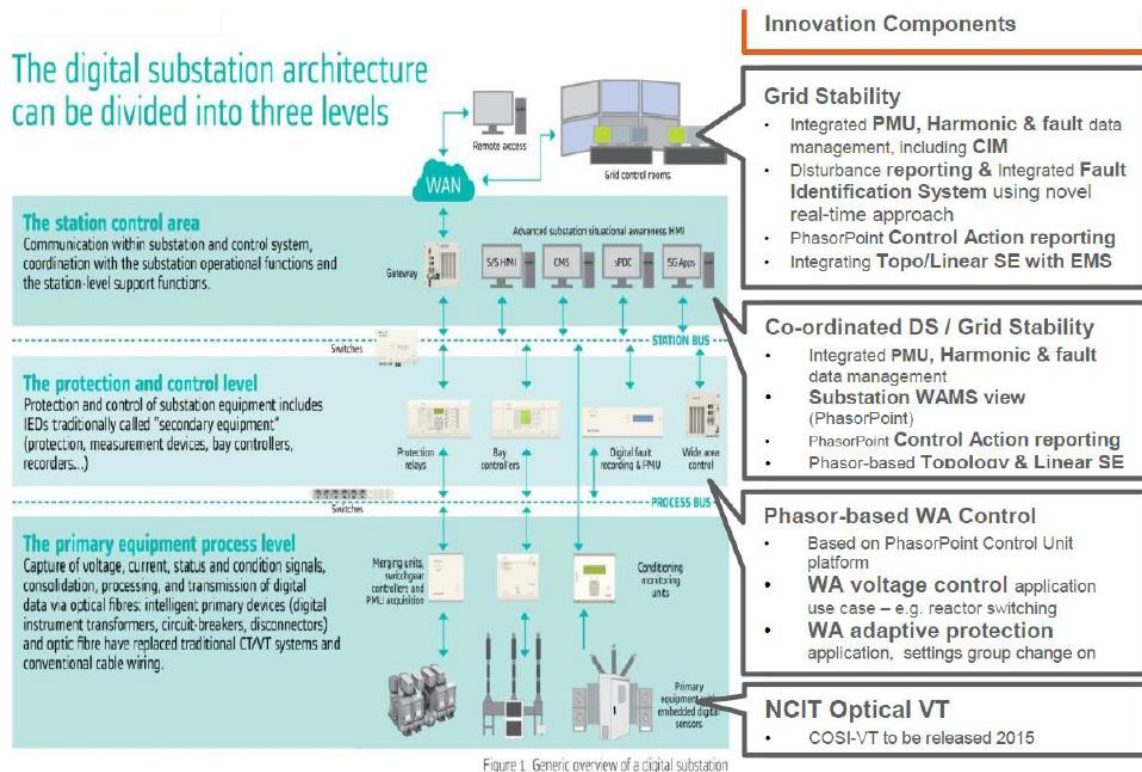 The digital substation architecture
can be divided into three levels
Remote access
Grid control rooms
WAN
The station control area
Communication within substation and control system,
coordination with the substation operational functions and
the station-level support functions.
Gateway
Advanced substation situational awareness HMI
S/S HMI
CMS
sPDC
SG Apps
Switches
STATION BUS
The protection and control level
Protection and control of substation equipment includes
IEDs traditionally called "secondary equipment"
(protection, measurement devices, bay controllers,
recorders...)
Protection
relays
Bay
controllers
Digital fault
recording & PMU
Wide area
control
Switches
PROCESS BUS
The primary equipment process level
Capture of voltage, current, status and condition signals,
consolidation, processing, and transmission of digital
data via optical fibres: intelligent primary devices (digital
instrument transformers, circuit-breakers, disconnectors)
and optic fibre have replaced traditional CT/VT systems and
conventional cable wiring.
Merging units,
switchgear
controllers and
PMU acquisition
Conditioning
monitoring
units
Primary
equipment with
embedded digital
sensors
Figure 1 Generic overview of a digital substation
Innovation Components
Grid Stability
• Integrated PMU, Harmonic & fault data
management, including CIM
• Disturbance reporting & Integrated Fault
Identification System using novel
real-time approach
• PhasorPoint Control Action reporting
• Integrating Topo/Linear SE with EMS
Co-ordinated DS / Grid Stability
• Integrated PMU, Harmonic & fault
data management
• Substation WAMS view
(PhasorPoint)
• PhasorPoint Control Action reporting
• Phasor-based Topology & Linear SE
Phasor-based WA Control
• Based on PhasorPoint Control Unit
platform
• WA voltage control application
use case – e.g. reactor switching
• WA adaptive protection
application, settings group change on
NCIT Optical VT
• COSI-VT to be released 2015